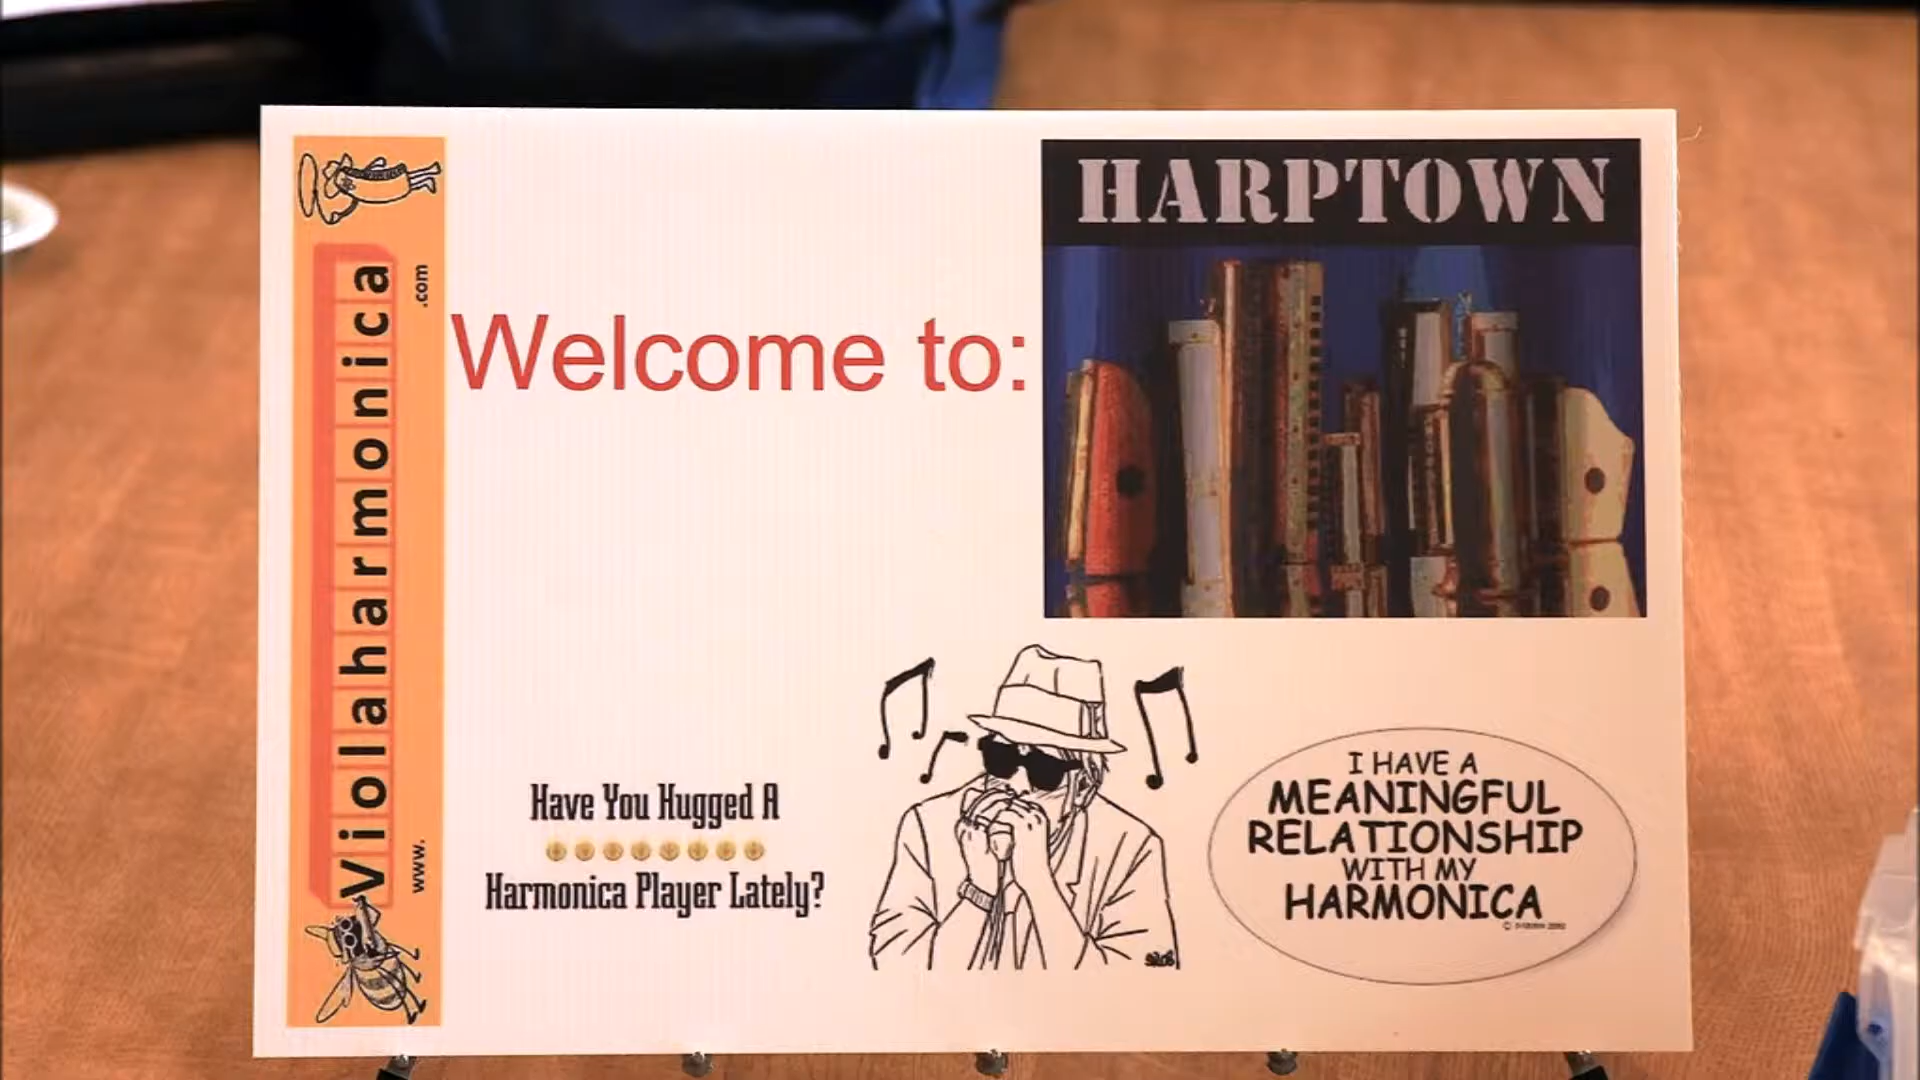 www.
Violaharmonica
.com
Welcome to:
HARPTOWN
Have You Hugged A
Harmonica Player Lately?
I HAVE A
MEANINGFUL
RELATIONSHIP
WITH MY
HARMONICA